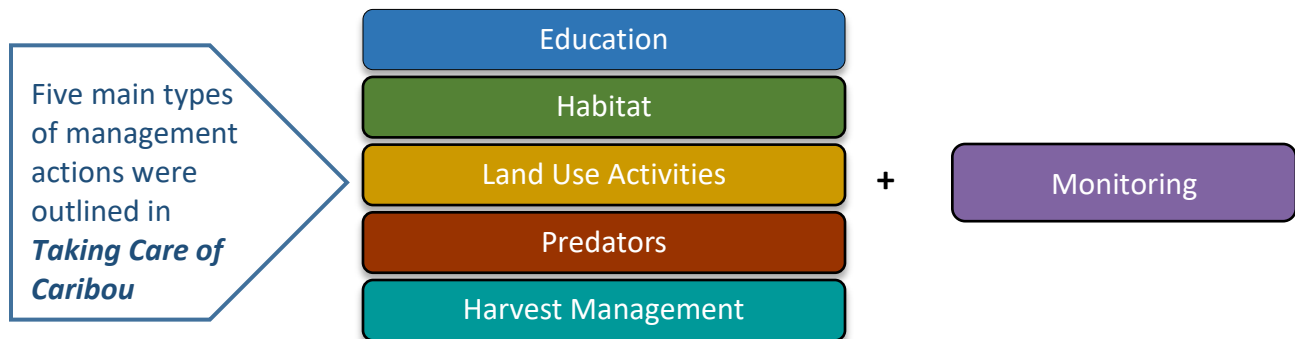 Five main types
of management
actions were
outlined in
Taking Care of
Caribou
Education
Habitat
Land Use Activities
Predators
Harvest Management
+
Monitoring